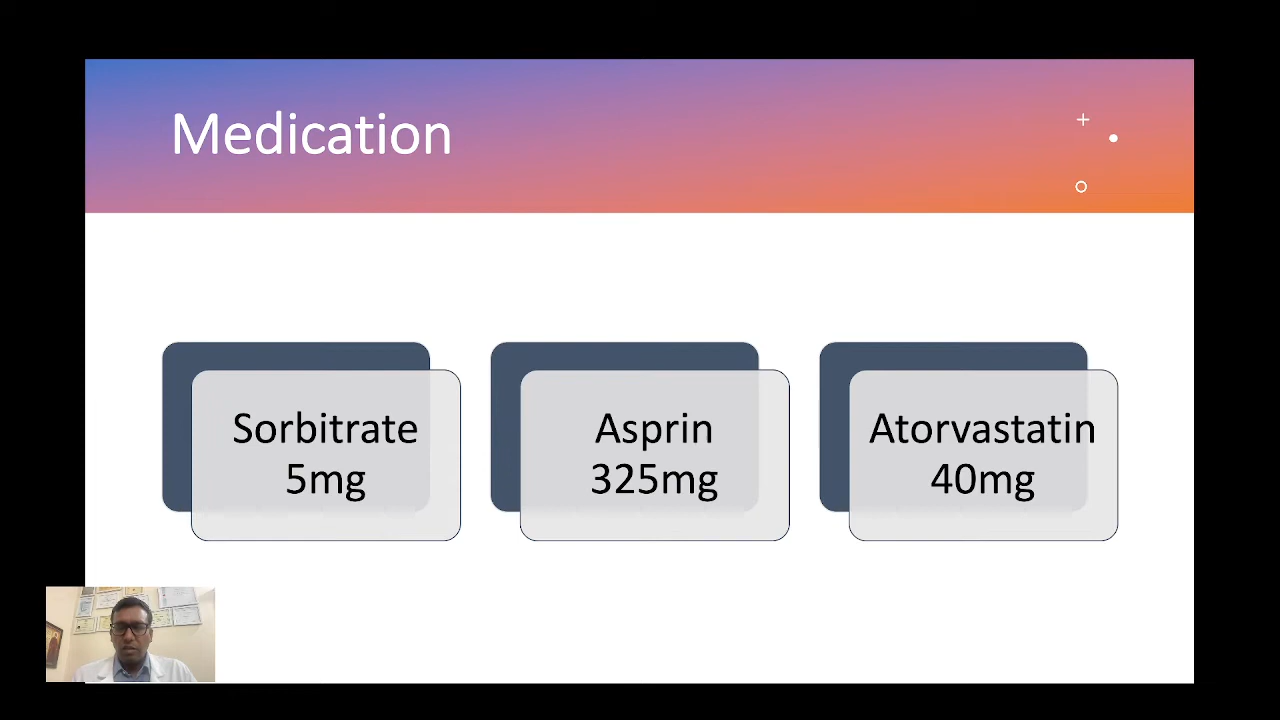 Medication
Sorbitrate
5mg
Asprin
325mg
Atorvastatin
40mg